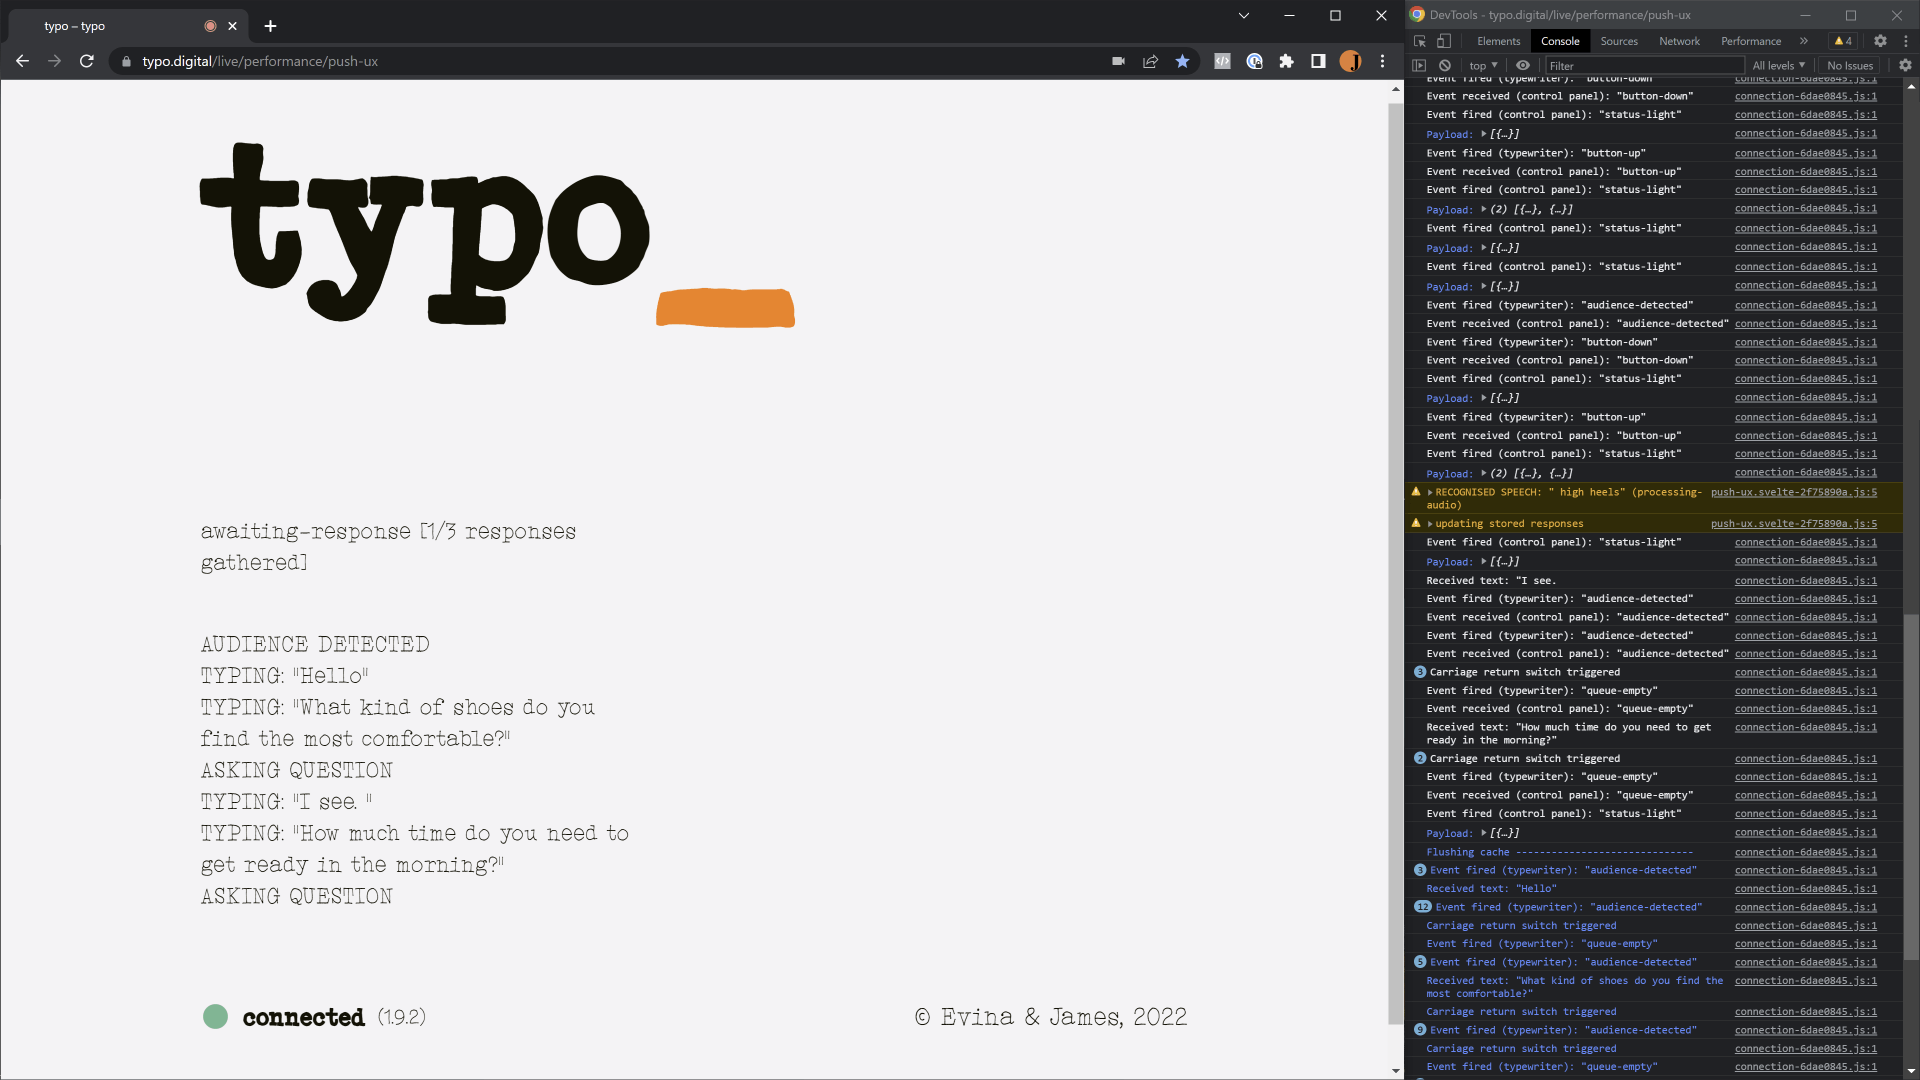 typo – typo
typo.digital/live/performance/push-ux
typo
awaiting-response [1/3 responses
gathered]
AUDIENCE DETECTED
TYPING: "Hello"
TYPING: "What kind of shoes do you
find the most comfortable?"
ASKING QUESTION
TYPING: "I see. "
TYPING: "How much time do you need to
get ready in the morning?"
ASKING QUESTION
connected (1.9.2)
© Evina & James, 2022
DevTools - typo.digital/live/performance/push-ux
Elements Console Sources Network Performance » 4
top Filter All levels No Issues
Event fired (typewriter): "button-down" connection-6dae0845.js:1
Event received (control panel): "button-down" connection-6dae0845.js:1
Event fired (control panel): "status-light" connection-6dae0845.js:1
Payload: [{…}] connection-6dae0845.js:1
Event fired (typewriter): "button-up" connection-6dae0845.js:1
Event received (control panel): "button-up" connection-6dae0845.js:1
Event fired (control panel): "status-light" connection-6dae0845.js:1
Payload: (2) [{…}, {…}] connection-6dae0845.js:1
Event fired (control panel): "status-light" connection-6dae0845.js:1
Payload: [{…}] connection-6dae0845.js:1
Event fired (control panel): "status-light" connection-6dae0845.js:1
Payload: [{…}] connection-6dae0845.js:1
Event fired (typewriter): "audience-detected" connection-6dae0845.js:1
Event received (control panel): "audience-detected" connection-6dae0845.js:1
Event fired (typewriter): "button-down" connection-6dae0845.js:1
Event received (control panel): "button-down" connection-6dae0845.js:1
Event fired (control panel): "status-light" connection-6dae0845.js:1
Payload: [{…}] connection-6dae0845.js:1
Event fired (typewriter): "button-up" connection-6dae0845.js:1
Event received (control panel): "button-up" connection-6dae0845.js:1
Event fired (control panel): "status-light" connection-6dae0845.js:1
Payload: (2) [{…}, {…}] connection-6dae0845.js:1
RECOGNISED SPEECH: " high heels" (processing- push-ux.svelte-2f75890a.js:5
audio)
updating stored responses push-ux.svelte-2f75890a.js:5
Event fired (control panel): "status-light" connection-6dae0845.js:1
Payload: [{…}] connection-6dae0845.js:1
Received text: "I see. connection-6dae0845.js:1
Event fired (typewriter): "audience-detected" connection-6dae0845.js:1
Event received (control panel): "audience-detected" connection-6dae0845.js:1
Event fired (typewriter): "audience-detected" connection-6dae0845.js:1
Event received (control panel): "audience-detected" connection-6dae0845.js:1
3 Carriage return switch triggered connection-6dae0845.js:1
Event fired (typewriter): "queue-empty" connection-6dae0845.js:1
Event received (control panel): "queue-empty" connection-6dae0845.js:1
Received text: "How much time do you need to get connection-6dae0845.js:1
ready in the morning?"
2 Carriage return switch triggered connection-6dae0845.js:1
Event fired (typewriter): "queue-empty" connection-6dae0845.js:1
Event received (control panel): "queue-empty" connection-6dae0845.js:1
Event fired (control panel): "status-light" connection-6dae0845.js:1
Payload: [{…}] connection-6dae0845.js:1
Flushing cache ------------------------------ connection-6dae0845.js:1
3 Event fired (typewriter): "audience-detected" connection-6dae0845.js:1
Received text: "Hello" connection-6dae0845.js:1
12 Event fired (typewriter): "audience-detected" connection-6dae0845.js:1
Carriage return switch triggered connection-6dae0845.js:1
Event fired (typewriter): "queue-empty" connection-6dae0845.js:1
5 Event fired (typewriter): "audience-detected" connection-6dae0845.js:1
Received text: "What kind of shoes do you find the connection-6dae0845.js:1
most comfortable?"
Carriage return switch triggered connection-6dae0845.js:1
9 Event fired (typewriter): "audience-detected" connection-6dae0845.js:1
Carriage return switch triggered connection-6dae0845.js:1
Event fired (typewriter): "queue-empty" connection-6dae0845.js:1